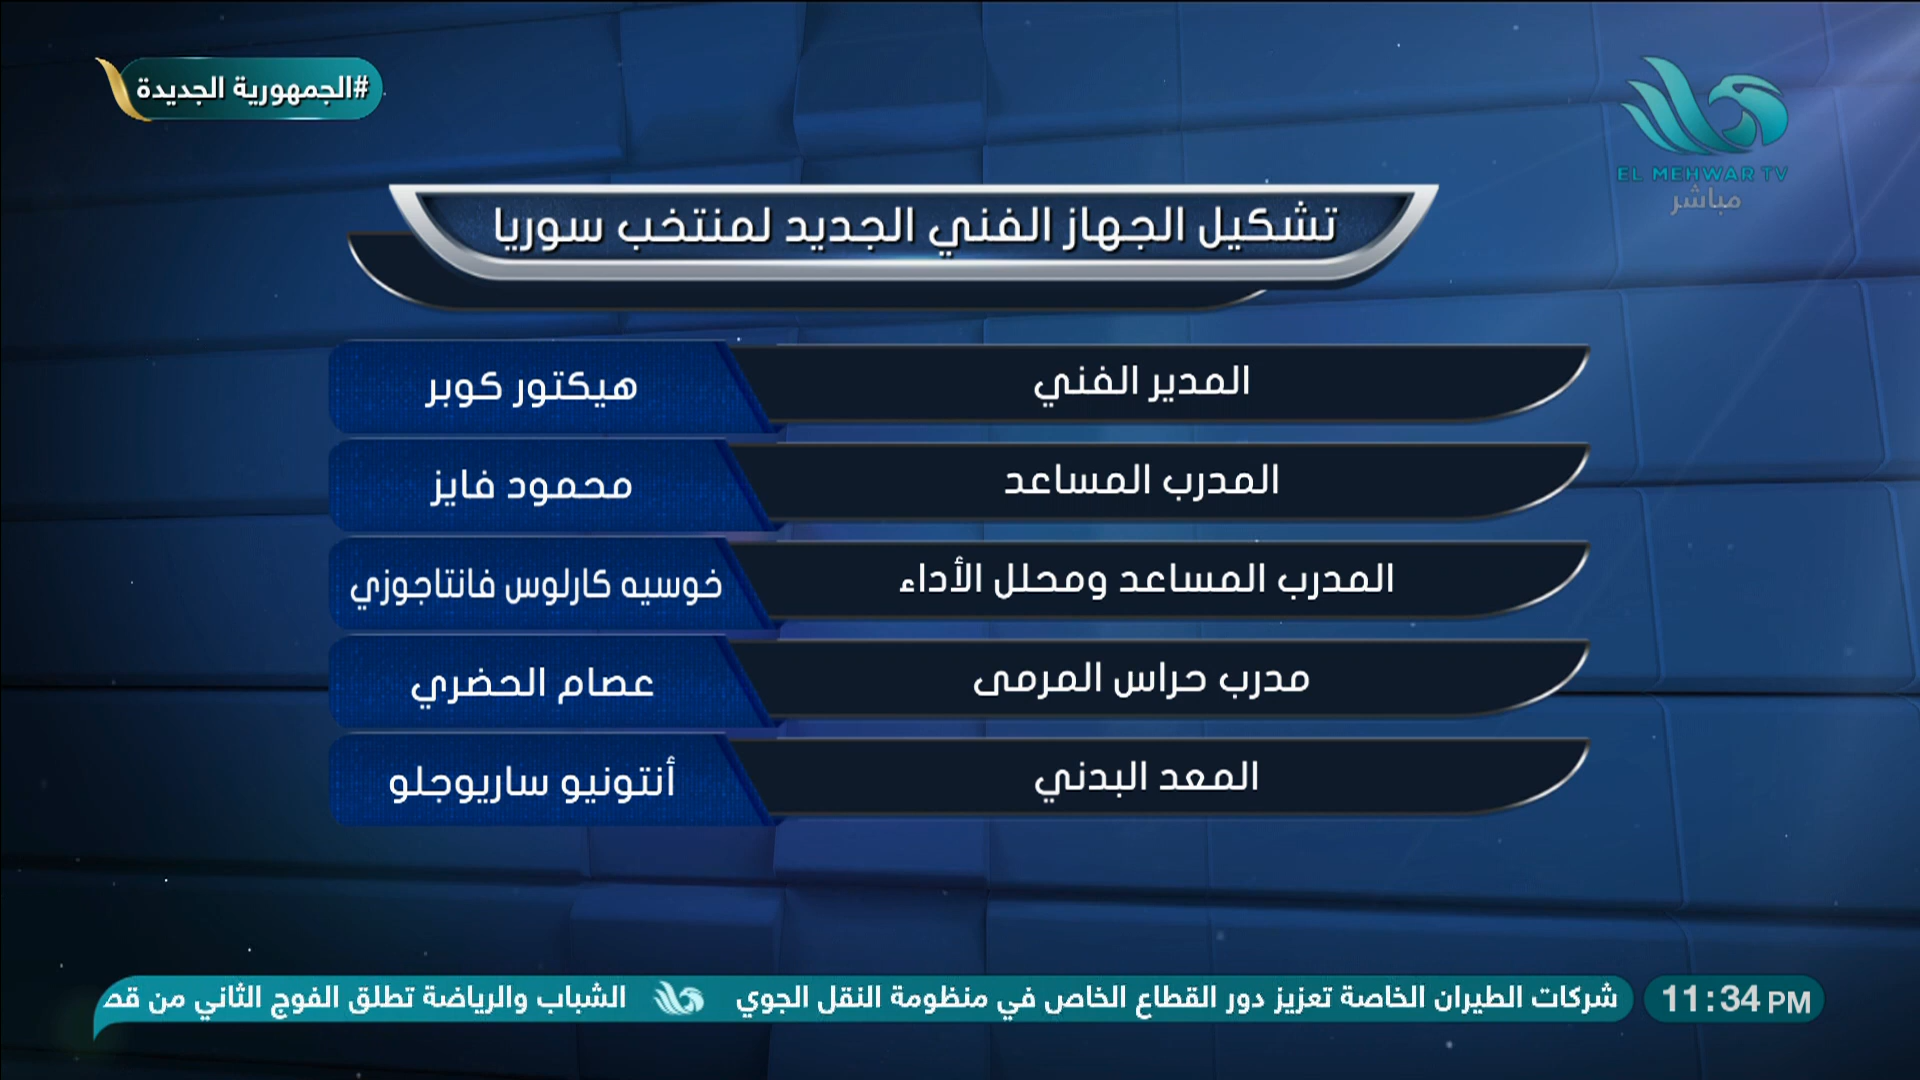 #الجمهورية الجديدة
EL MEHWAR TV
مباشر
تشكيل الجهاز الفني الجديد لمنتخب سوريا
المدير الفني هيكتور كوبر
المدرب المساعد محمود فايز
المدرب المساعد ومحلل الأداء خوسيه كارلوس فانتاجوزي
مدرب حراس المرمى عصام الحضري
المعد البدني أنتونيو ساريوجلو
11:34 PM
شركات الطيران الخاصة تعزيز دور القطاع الخاص في منظومة النقل الجوي الشباب والرياضة تطلق الفوج الثاني من قص